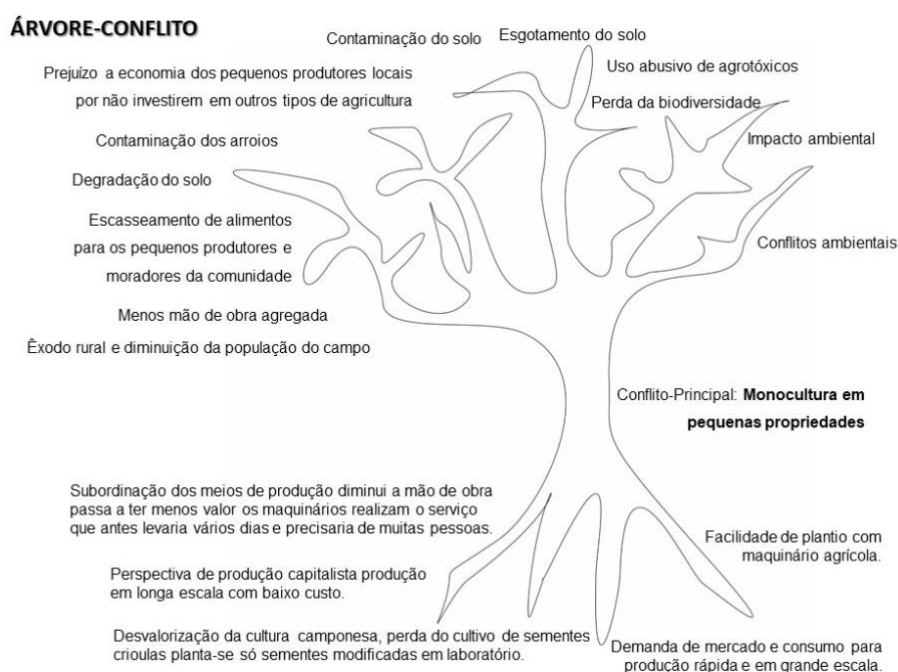 ÁRVORE-CONFLITO
Contaminação do solo
Esgotamento do solo
Prejuízo a economia dos pequenos produtores locais
por não investirem em outros tipos de agricultura
Uso abusivo de agrotóxicos
Perda da biodiversidade
Contaminação dos arroios
Impacto ambiental
Degradação do solo
Escasseamento de alimentos
para os pequenos produtores e
moradores da comunidade
Conflitos ambientais
Menos mão de obra agregada
Êxodo rural e diminuição da população do campo
Conflito-Principal: Monocultura em
pequenas propriedades
Subordinação dos meios de produção diminui a mão de obra
passa a ter menos valor os maquinários realizam o serviço
que antes levaria vários dias e precisaria de muitas pessoas.
Facilidade de plantio com
maquinário agrícola.
Perspectiva de produção capitalista produção
em longa escala com baixo custo.
Desvalorização da cultura camponesa, perda do cultivo de sementes
crioulas planta-se só sementes modificadas em laboratório.
Demanda de mercado e consumo para
produção rápida e em grande escala.